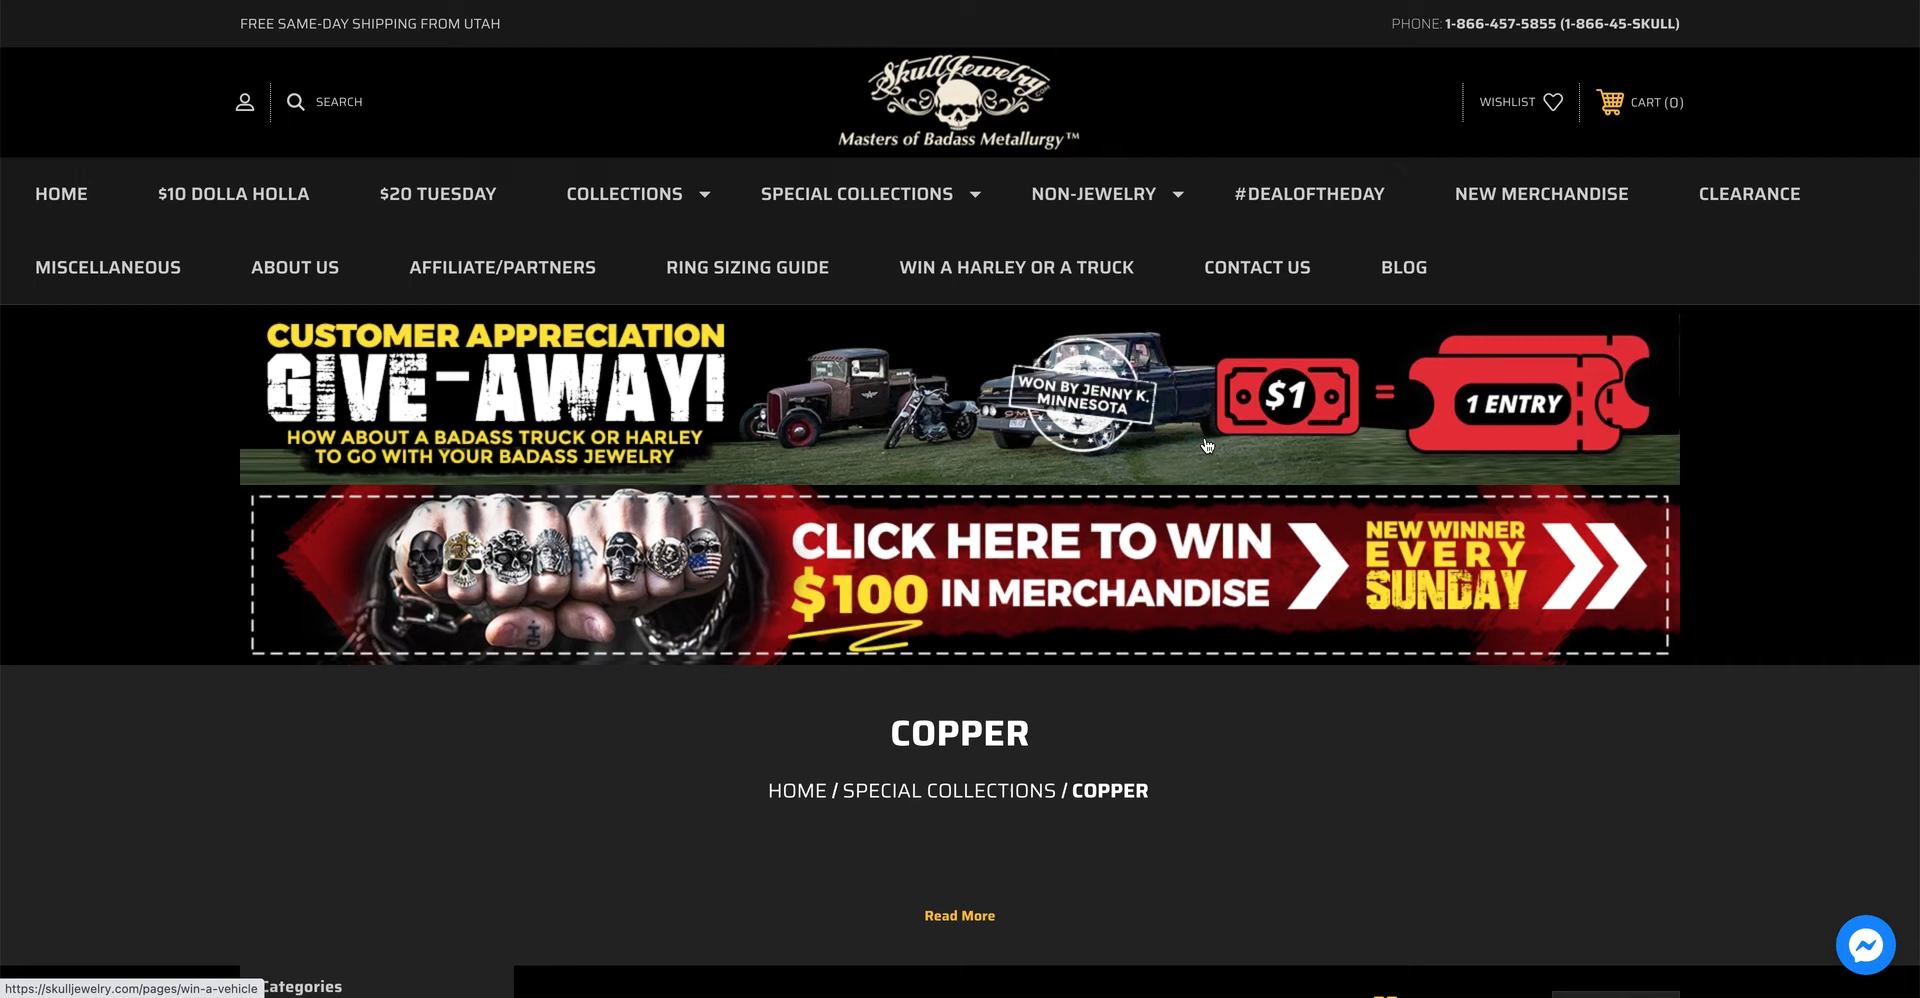 FREE SAME-DAY SHIPPING FROM UTAH
PHONE: 1-866-457-5855 (1-866-45-SKULL)
SEARCH
SkullJewelry
.COM
Masters of Badass Metallurgy™
WISHLIST
CART (0)
HOME
$10 DOLLA HOLLA
$20 TUESDAY
COLLECTIONS
SPECIAL COLLECTIONS
NON-JEWELRY
#DEALOFTHEDAY
NEW MERCHANDISE
CLEARANCE
MISCELLANEOUS
ABOUT US
AFFILIATE/PARTNERS
RING SIZING GUIDE
WIN A HARLEY OR A TRUCK
CONTACT US
BLOG
CUSTOMER APPRECIATION
GIVE-AWAY!
HOW ABOUT A BADASS TRUCK OR HARLEY
TO GO WITH YOUR BADASS JEWELRY
WON BY JENNY K.
MINNESOTA
GMC
$1
=
1 ENTRY
CLICK HERE TO WIN
$100 IN MERCHANDISE
NEW WINNER
EVERY
SUNDAY
COPPER
HOME / SPECIAL COLLECTIONS / COPPER
Read More
Categories
https://skulljewelry.com/pages/win-a-vehicle